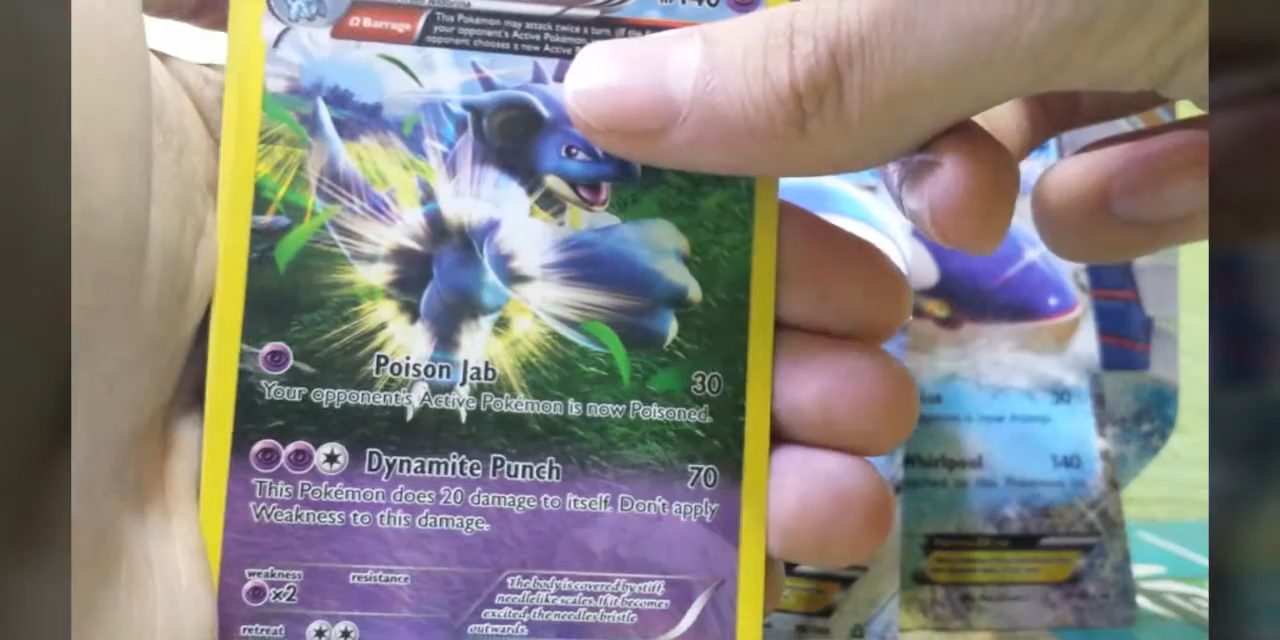 140
Ω Barrage
This Pokémon may attack twice a turn. (If the
your opponent's Active Pokémon,
opponent chooses a new Active
Poison Jab 30
Your opponent's Active Pokémon is now Poisoned.
Dynamite Punch 70
This Pokémon does 20 damage to itself. Don't apply
Weakness to this damage.
weakness resistance
x2
The body is covered by stiff,
needlelike scales. If it becomes
excited, the needles bristle
outwards.
retreat
30
Whirlpool 140